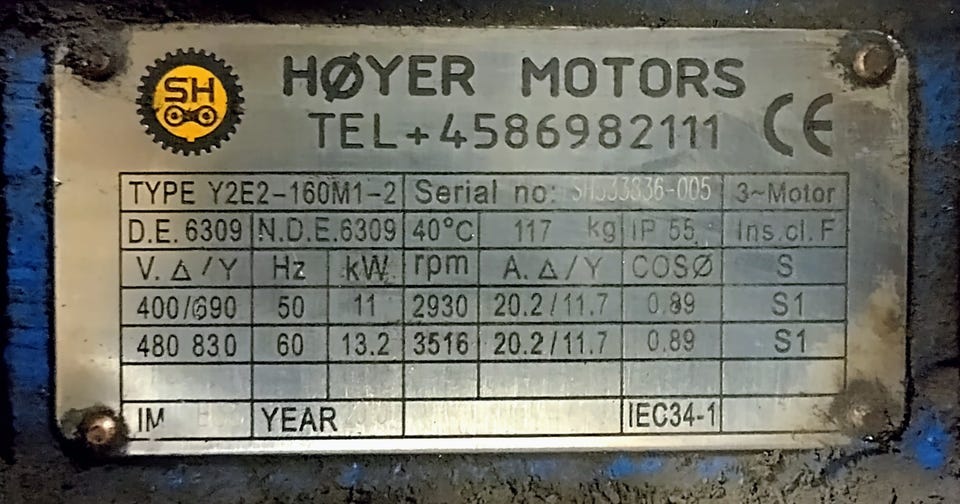 SH
HØYER MOTORS
TEL+4586982111 CE
TYPE Y2E2-160M1-2 Serial no: SH333836-005 3~Motor
D.E. 6309 N.D.E.6309 40°C 117 kg IP 55 Ins.cl.F
V. Δ/Y Hz kW rpm A. Δ/Y COSØ S
400/690 50 11 2930 20.2/11.7 0.89 S1
480 830 60 13.2 3516 20.2/11.7 0.89 S1
IM YEAR IEC34-1